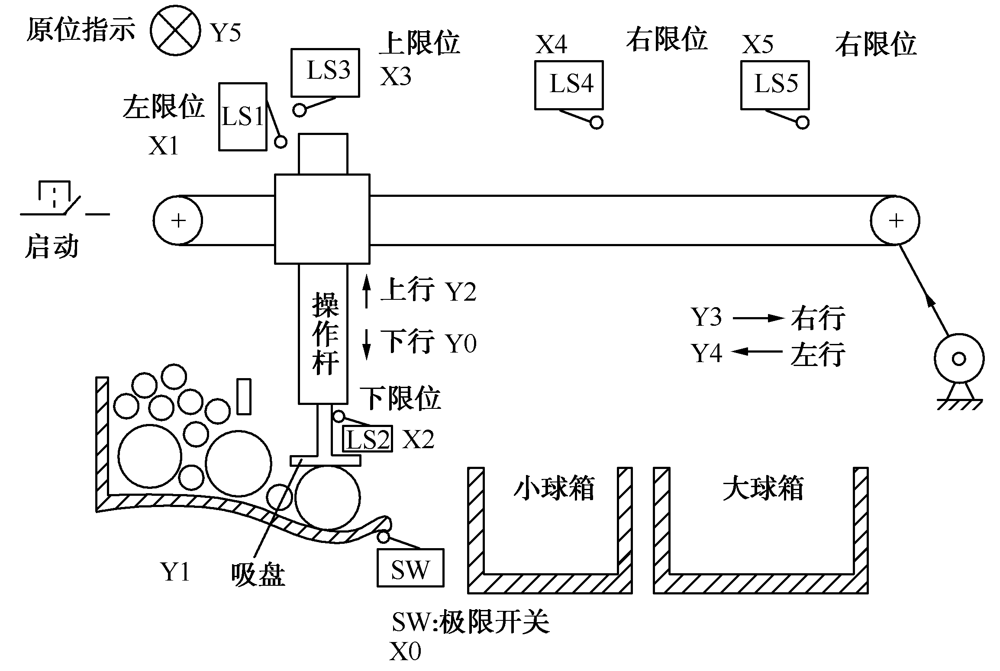 原位指示 Y5
上限位
X3
LS3
X4
右限位
LS4
X5
右限位
LS5
左限位
X1
LS1
启动
操作杆
上行 Y2
下行 Y0
Y3 右行
Y4 左行
下限位
LS2 X2
小球箱
大球箱
Y1 吸盘
SW
SW:极限开关
X0